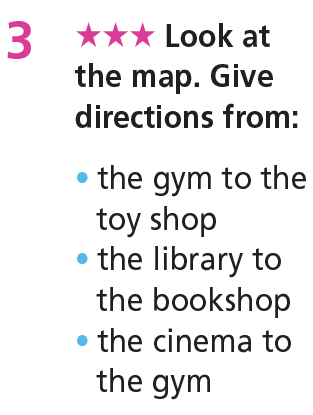 3 ★★★ Look at
the map. Give
directions from:
• the gym to the
toy shop
• the library to
the bookshop
• the cinema to
the gym